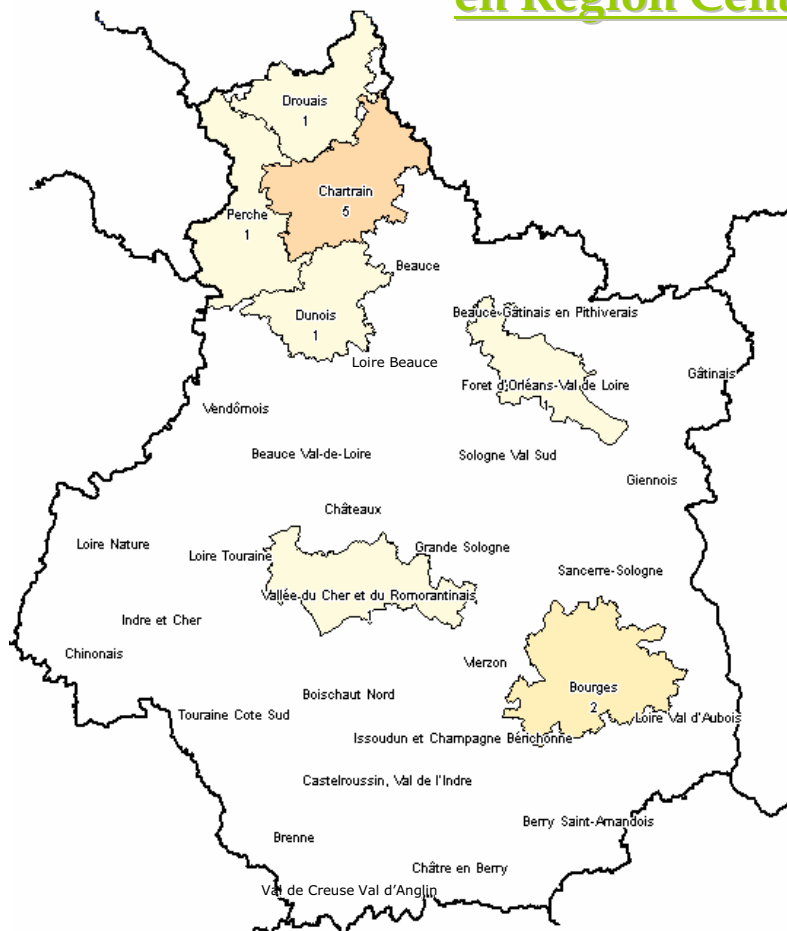 en Région
Drouais
1
Chartrain
5
Perche
1
Beauce
Dunois
1
Beauce-Gâtinais en Pithiverais
Loire Beauce
Gâtinais
Foret d'Orléans-Val de Loire
1
Vendômois
Beauce Val-de-Loire
Sologne Val Sud
Giennois
Châteaux
Loire Nature
Loire Touraine
Grande Sologne
Sancerre-Sologne
Vallée du Cher et du Romorantinais
Indre et Cher
Chinonais
Vierzon
Bourges
2
Boischaut Nord
Touraine Cote Sud
Loire Val d'Aubois
Issoudun et Champagne Bérichonne
Castelroussin, Val de l'Indre
Berry Saint-Amandois
Brenne
Châtre en Berry
Val de Creuse Val d'Anglin